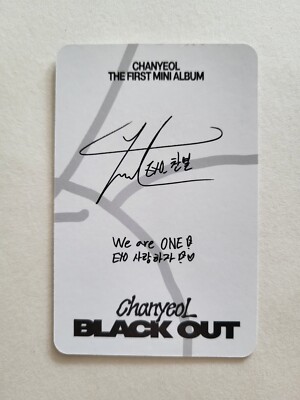 CHANYEOL
THE FIRST MINI ALBUM
EXO 찬열
We are ONE!
EXO 사랑하자!♡
Chanyeol
BLACK OUT